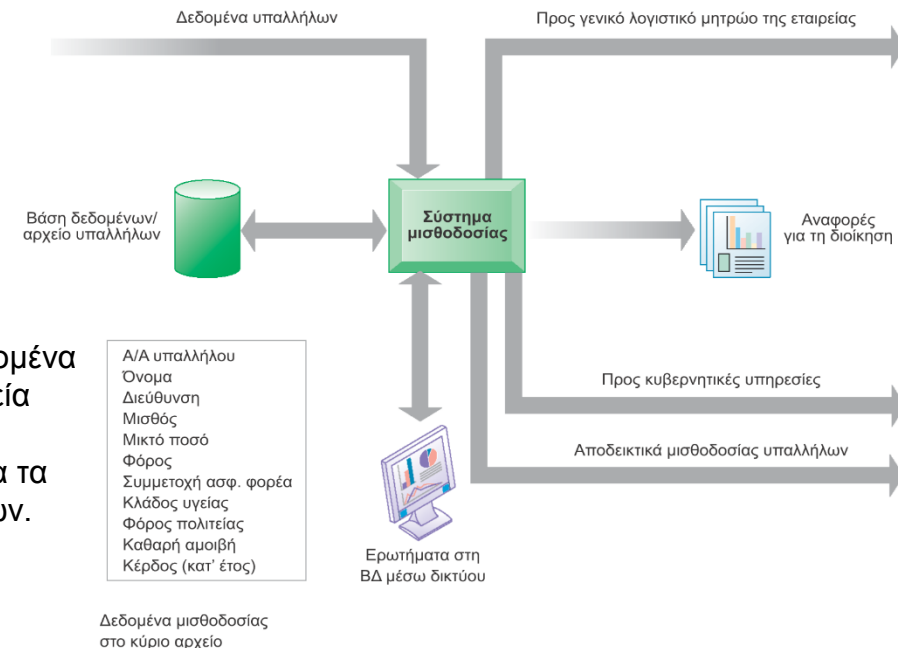 Δεδομένα υπαλλήλων
Προς γενικό λογιστικό μητρώο της εταιρείας
Βάση δεδομένων/
αρχείο υπαλλήλων
Σύστημα
μισθοδοσίας
Αναφορές
για τη διοίκηση
Α/Α υπαλλήλου
Όνομα
Διεύθυνση
Μισθός
Μικτό ποσό
Φόρος
Συμμετοχή ασφ. φορέα
Κλάδος υγείας
Φόρος πολιτείας
Καθαρή αμοιβή
Κέρδος (κατ’ έτος)
Προς κυβερνητικές υπηρεσίες
Αποδεικτικά μισθοδοσίας υπαλλήλων
Ερωτήματα στη
ΒΔ μέσω δικτύου
Δεδομένα μισθοδοσίας
στο κύριο αρχείο
τα